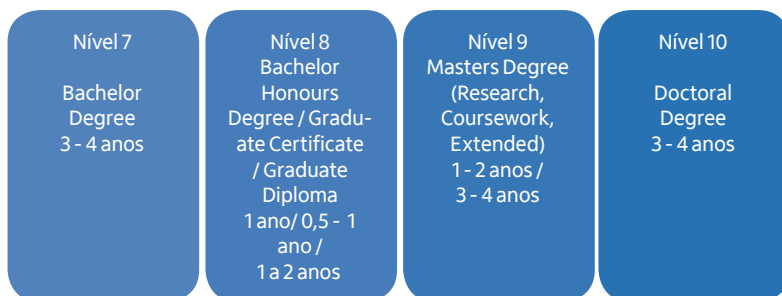 Nível 7
Bachelor
Degree
3 - 4 anos
Nível 8
Bachelor
Honours
Degree / Gradu-
ate Certificate
/ Graduate
Diploma
1 ano/ 0,5 - 1
ano /
1 a 2 anos
Nível 9
Masters Degree
(Research,
Coursework,
Extended)
1 - 2 anos /
3 - 4 anos
Nível 10
Doctoral
Degree
3 - 4 anos